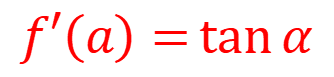 f′(a) = tan α